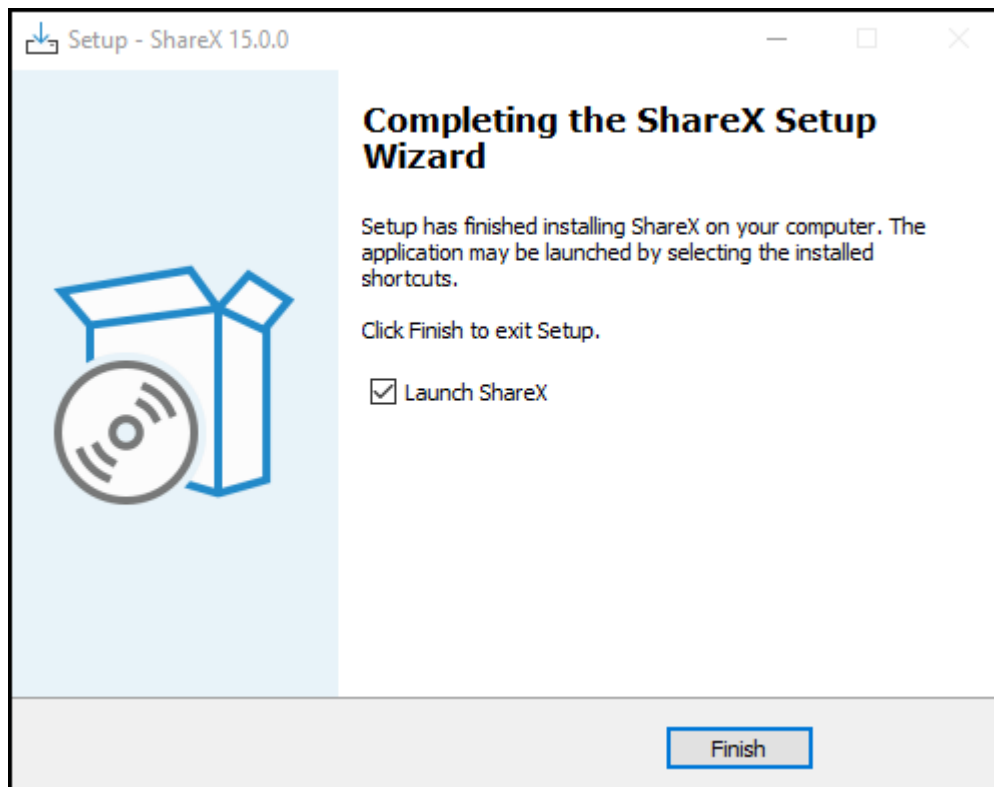 Setup - ShareX 15.0.0
Completing the ShareX Setup
Wizard
Setup has finished installing ShareX on your computer. The
application may be launched by selecting the installed
shortcuts.
Click Finish to exit Setup.
Launch ShareX
Finish